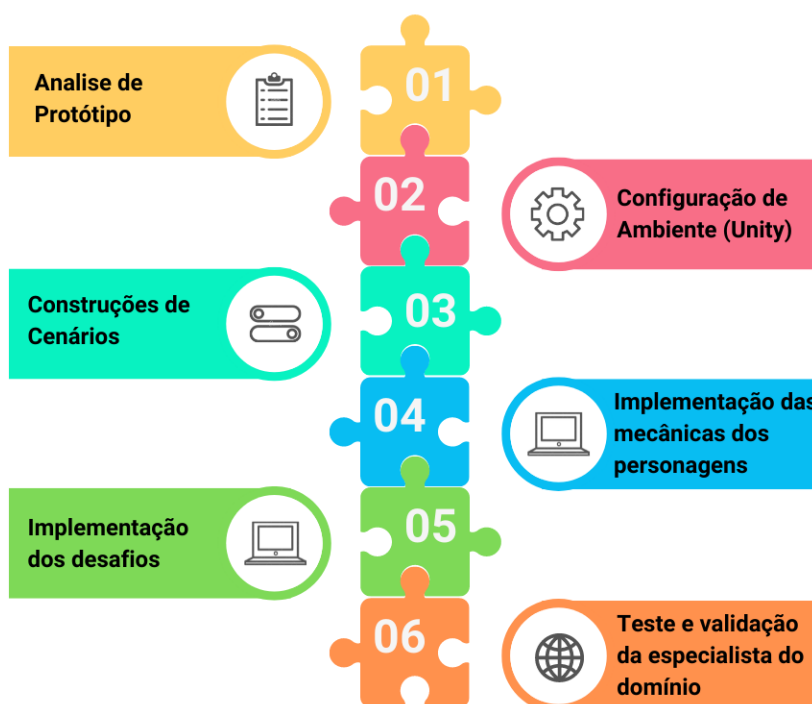 01
Analise de
Protótipo
02
Configuração de
Ambiente (Unity)
03
Construções de
Cenários
04
Implementação das
mecânicas dos
personagens
05
Implementação
dos desafios
06
Teste e validação
da especialista do
domínio